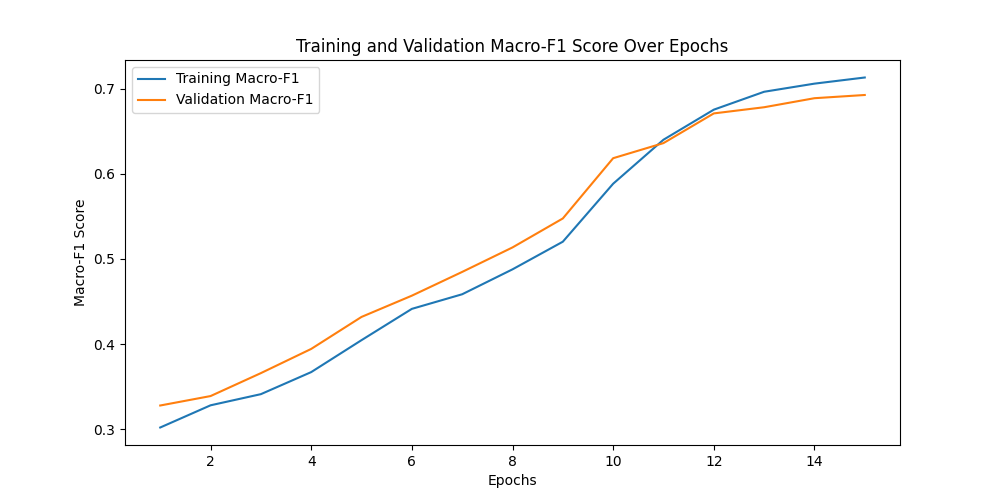 Training and Validation Macro-F1 Score Over Epochs
Training Macro-F1
Validation Macro-F1
Macro-F1 Score
0.7
0.6
0.5
0.4
0.3
2 4 6 8 10 12 14
Epochs